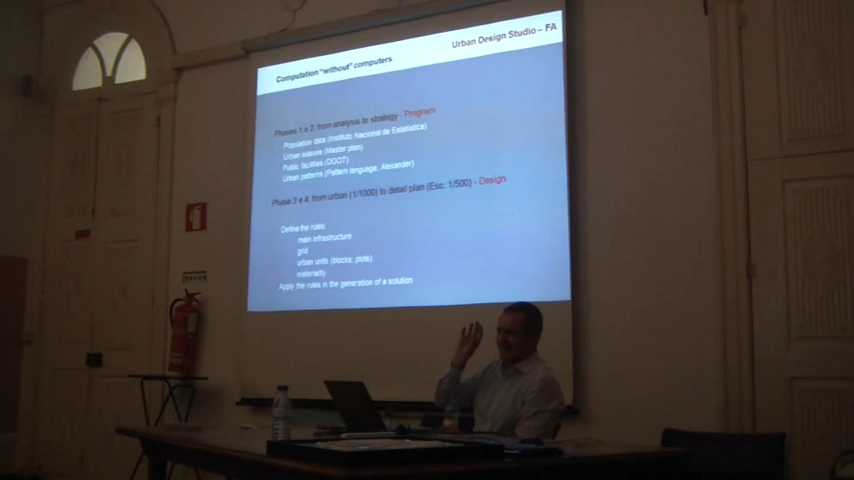 Urban Design Studio – FA
Computation "without" computers
Phases 1 e 2: from analysis to strategy - Program
Population data (Instituto Nacional de Estatística)
Urban indexes (Master plan)
Public facilities (DGOT)
Urban patterns (Pattern language, Alexander)
Phase 3 e 4: from urban (1/1000) to detail plan (Esc. 1/500) - Design
Define the rules:
main infrastructure
grid
urban units (blocks, plots)
materiality
Apply the rules in the generation of a solution